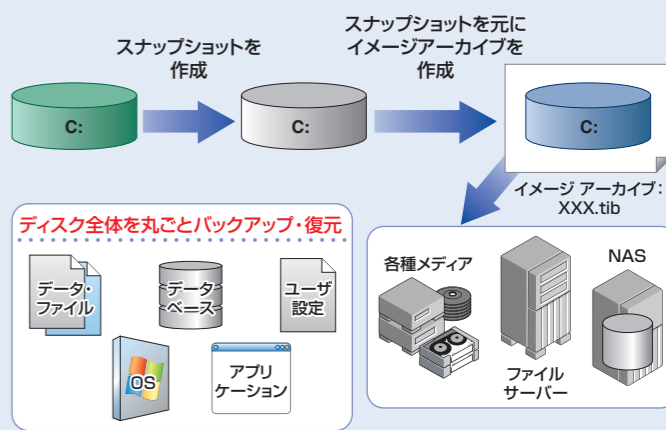 スナップショットを
作成
スナップショットを元に
イメージアーカイブを
作成
C:
C:
C:
イメージ アーカイブ:
XXX.tib
ディスク全体を丸ごとバックアップ・復元
データ・
ファイル
データ
ベース
ユーザ
設定
OS
アプリ
ケーション
各種メディア
ファイル
サーバー
NAS